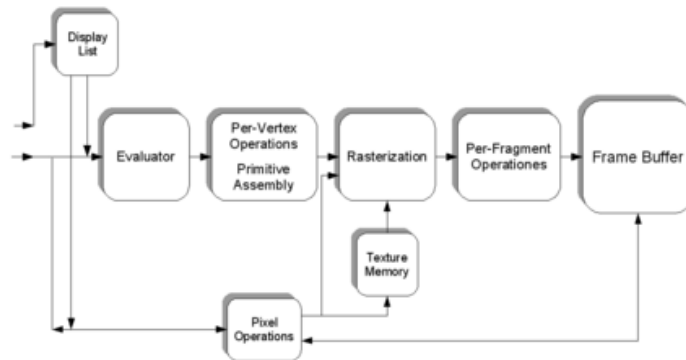 Display
List
Evaluator
Per-Vertex
Operations
Primitive
Assembly
Rasterization
Per-Fragment
Operationes
Frame Buffer
Texture
Memory
Pixel
Operations